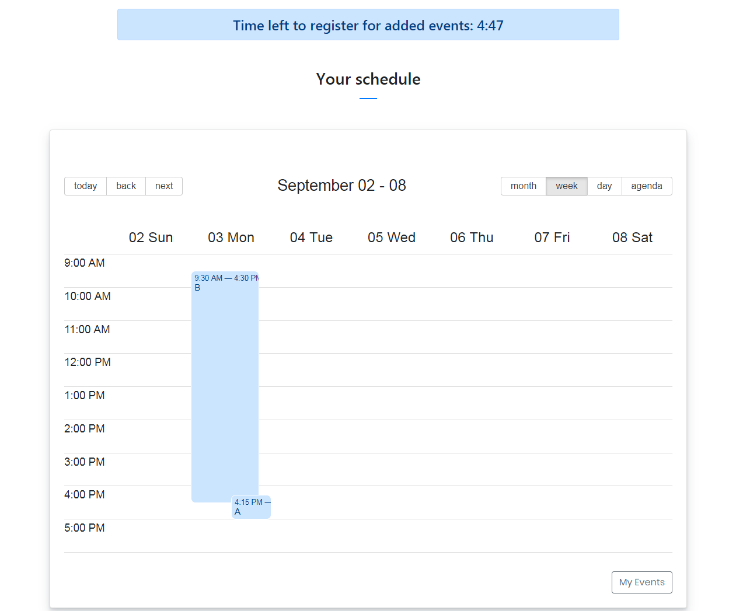 Time left to register for added events: 4:47
Your schedule
today back next
September 02 - 08
month week day agenda
02 Sun 03 Mon 04 Tue 05 Wed 06 Thu 07 Fri 08 Sat
9:00 AM
9:30 AM — 4:30 PM
B
10:00 AM
11:00 AM
12:00 PM
1:00 PM
2:00 PM
3:00 PM
4:00 PM
4:15 PM —
A
5:00 PM
My Events